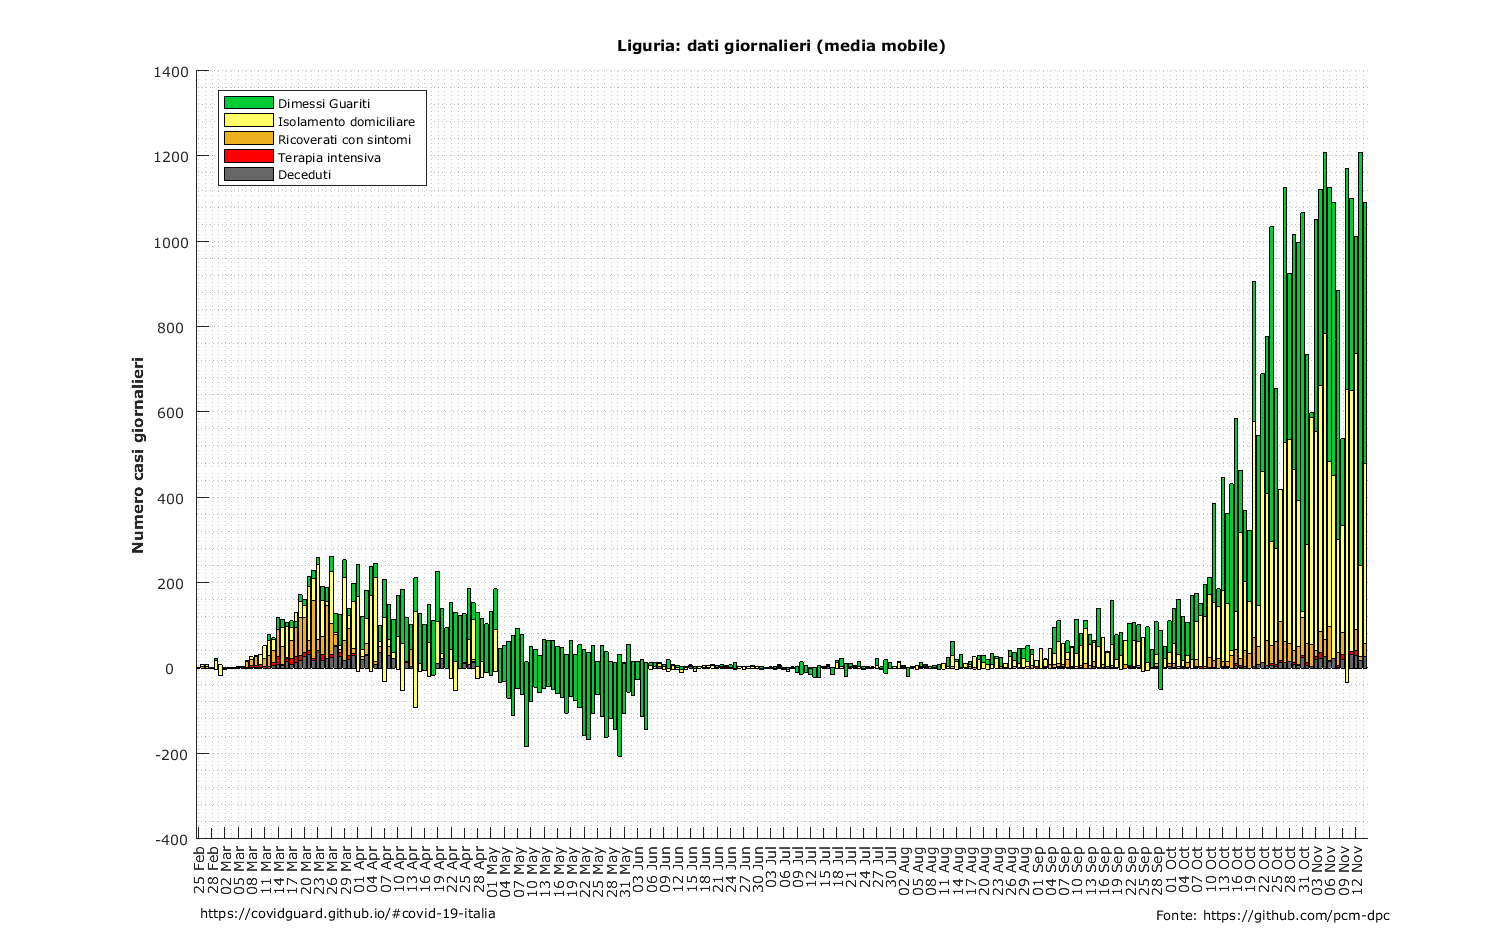 Liguria: dati giornalieri (media mobile)
1400
1200
1000
800
600
400
200
0
-200
-400
Numero casi giornalieri
Dimessi Guariti
Isolamento domiciliare
Ricoverati con sintomi
Terapia intensiva
Deceduti
25 Feb
28 Feb
02 Mar
05 Mar
08 Mar
11 Mar
14 Mar
17 Mar
20 Mar
23 Mar
26 Mar
29 Mar
01 Apr
04 Apr
07 Apr
10 Apr
13 Apr
16 Apr
19 Apr
22 Apr
25 Apr
28 Apr
01 May
04 May
07 May
10 May
13 May
16 May
19 May
22 May
25 May
28 May
31 May
03 Jun
06 Jun
09 Jun
12 Jun
15 Jun
18 Jun
21 Jun
24 Jun
27 Jun
30 Jun
03 Jul
06 Jul
09 Jul
12 Jul
15 Jul
18 Jul
21 Jul
24 Jul
27 Jul
30 Jul
02 Aug
05 Aug
08 Aug
11 Aug
14 Aug
17 Aug
20 Aug
23 Aug
26 Aug
29 Aug
01 Sep
04 Sep
07 Sep
10 Sep
13 Sep
16 Sep
19 Sep
22 Sep
25 Sep
28 Sep
01 Oct
04 Oct
07 Oct
10 Oct
13 Oct
16 Oct
19 Oct
22 Oct
25 Oct
28 Oct
31 Oct
03 Nov
06 Nov
09 Nov
12 Nov
https://covidguard.github.io/#covid-19-italia
Fonte: https://github.com/pcm-dpc